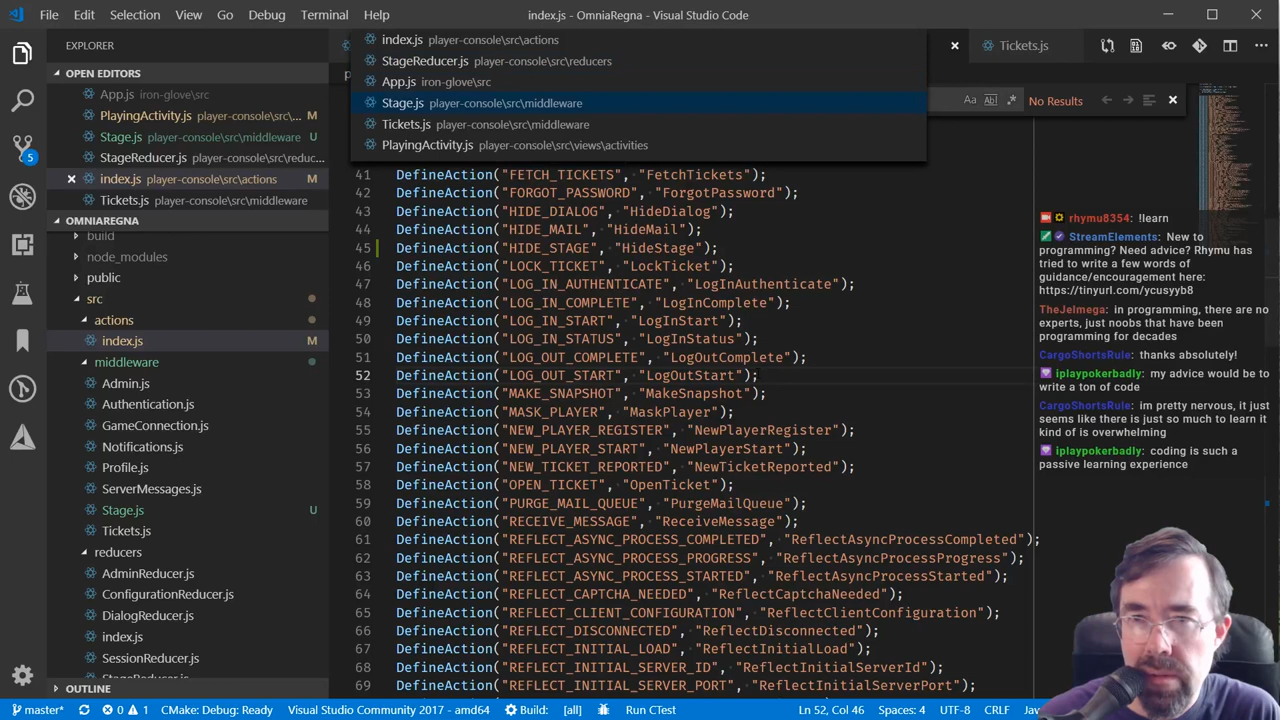 File Edit Selection View Go Debug Terminal Help
index.js - OmniaRegna - Visual Studio Code
EXPLORER
OPEN EDITORS
App.js iron-glove\src
PlayingActivity.js player-console\src\... M
Stage.js player-console\src\middleware U
StageReducer.js player-console\src\reduc...
index.js player-console\src\actions M
Tickets.js player-console\src\middleware
OMNIAREGNA
build
node_modules
public
src
actions
index.js M
middleware
Admin.js
Authentication.js
GameConnection.js
Notifications.js
Profile.js
ServerMessages.js
Stage.js U
Tickets.js
reducers
AdminReducer.js
ConfigurationReducer.js
DialogReducer.js
index.js
SessionReducer.js
StageReducer.js
OUTLINE
5
index.js player-console\src\actions
StageReducer.js player-console\src\reducers
App.js iron-glove\src
Stage.js player-console\src\middleware
Tickets.js player-console\src\middleware
PlayingActivity.js player-console\src\views\activities
Tickets.js
Aa Abl .* No Results
41 DefineAction("FETCH_TICKETS", "FetchTickets");
42 DefineAction("FORGOT_PASSWORD", "ForgotPassword");
43 DefineAction("HIDE_DIALOG", "HideDialog");
44 DefineAction("HIDE_MAIL", "HideMail");
45 DefineAction("HIDE_STAGE", "HideStage");
46 DefineAction("LOCK_TICKET", "LockTicket");
47 DefineAction("LOG_IN_AUTHENTICATE", "LogInAuthenticate");
48 DefineAction("LOG_IN_COMPLETE", "LogInComplete");
49 DefineAction("LOG_IN_START", "LogInStart");
50 DefineAction("LOG_IN_STATUS", "LogInStatus");
51 DefineAction("LOG_OUT_COMPLETE", "LogOutComplete");
52 DefineAction("LOG_OUT_START", "LogOutStart");
53 DefineAction("MAKE_SNAPSHOT", "MakeSnapshot");
54 DefineAction("MASK_PLAYER", "MaskPlayer");
55 DefineAction("NEW_PLAYER_REGISTER", "NewPlayerRegister");
56 DefineAction("NEW_PLAYER_START", "NewPlayerStart");
57 DefineAction("NEW_TICKET_REPORTED", "NewTicketReported");
58 DefineAction("OPEN_TICKET", "OpenTicket");
59 DefineAction("PURGE_MAIL_QUEUE", "PurgeMailQueue");
60 DefineAction("RECEIVE_MESSAGE", "ReceiveMessage");
61 DefineAction("REFLECT_ASYNC_PROCESS_COMPLETED", "ReflectAsyncProcessCompleted");
62 DefineAction("REFLECT_ASYNC_PROCESS_PROGRESS", "ReflectAsyncProcessProgress");
63 DefineAction("REFLECT_ASYNC_PROCESS_STARTED", "ReflectAsyncProcessStarted");
64 DefineAction("REFLECT_CAPTCHA_NEEDED", "ReflectCaptchaNeeded");
65 DefineAction("REFLECT_CLIENT_CONFIGURATION", "ReflectClientConfiguration");
66 DefineAction("REFLECT_DISCONNECTED", "ReflectDisconnected");
67 DefineAction("REFLECT_INITIAL_LOAD", "ReflectInitialLoad");
68 DefineAction("REFLECT_INITIAL_SERVER_ID", "ReflectInitialServerId");
69 DefineAction("REFLECT_INITIAL_SERVER_PORT", "ReflectInitialServerPort");
rhymu8354: !learn
StreamElements: New to
programming? Need advice? Rhymu has
tried to write a few words of
guidance/encouragement here:
https://tinyurl.com/ycusyyb8
TheJelmega: in programming, there are no
experts, just noobs that have been
programming for decades
CargoShortsRule: thanks absolutely!
iplaypokerbadly: my advice would be to
write a ton of code
CargoShortsRule: im pretty nervous, it just
seems like there is just so much to learn it
kind of is overwhelming
iplaypokerbadly: coding is such a
passive learning experience
master* 0 1 CMake: Debug: Ready Visual Studio Community 2017 - amd64 Build: [all] Run CTest Ln 52, Col 46 Spaces: 4 UTF-8 CRLF